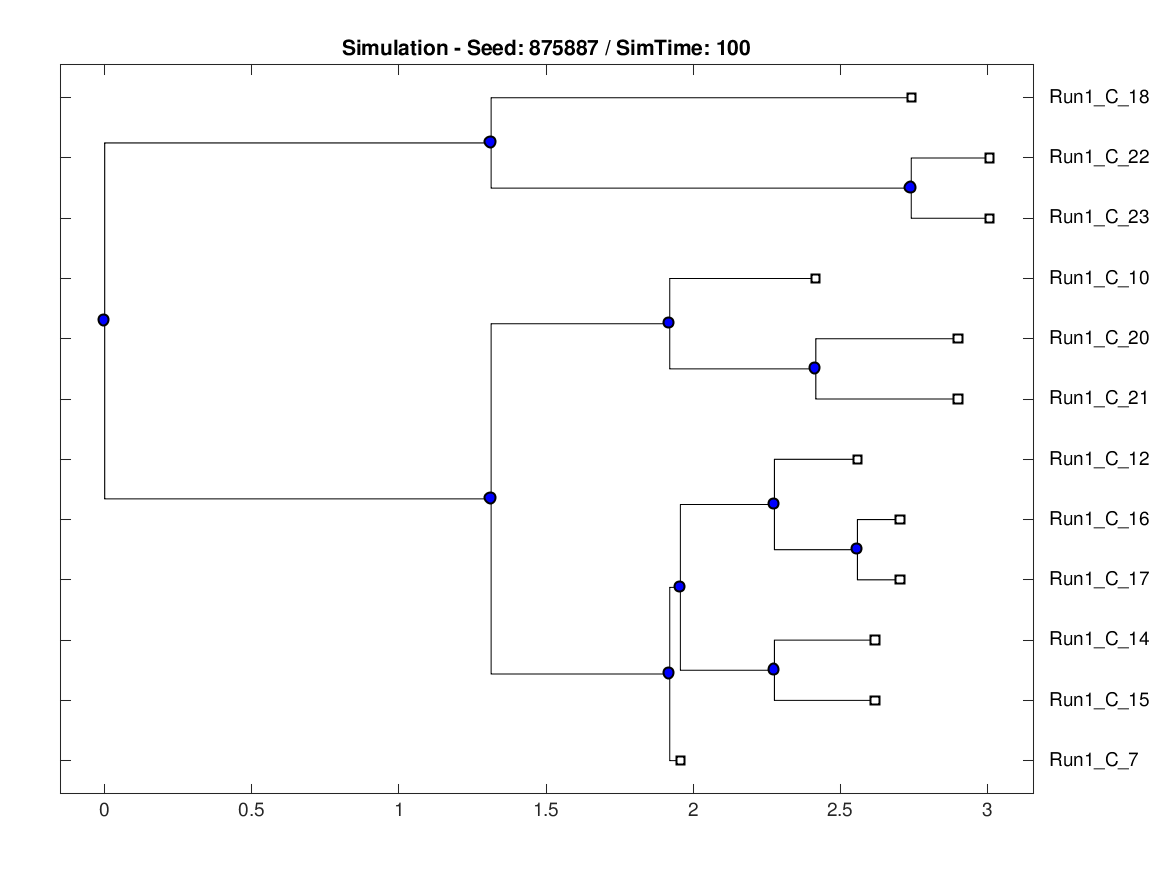 Simulation - Seed: 875887 / SimTime: 100
Run1_C_18
Run1_C_22
Run1_C_23
Run1_C_10
Run1_C_20
Run1_C_21
Run1_C_12
Run1_C_16
Run1_C_17
Run1_C_14
Run1_C_15
Run1_C_7
0 0.5 1 1.5 2 2.5 3